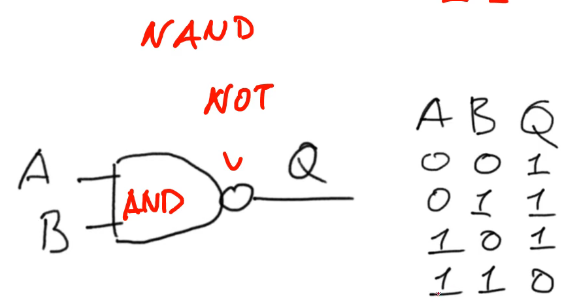 NAND
NOT
A
AND
Q
B
A B Q
0 0 1
0 1 1
1 0 1
1 1 0